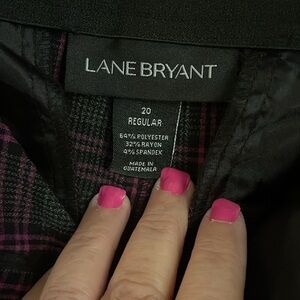 LANE BRYANT
20
REGULAR
64% POLYESTER
32% RAYON
4% SPANDEX
MADE IN
GUATEMALA